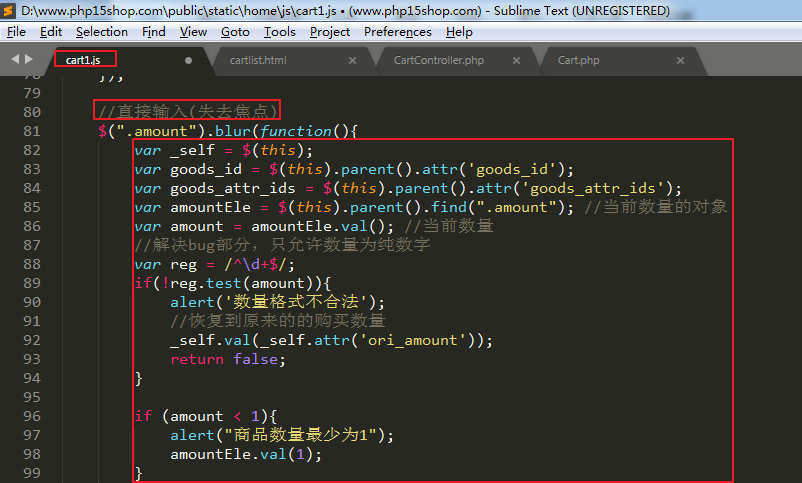 D:\www.php15shop.com\public\static\home\js\cart1.js • (www.php15shop.com) - Sublime Text (UNREGISTERED)
File Edit Selection Find View Goto Tools Project Preferences Help
cart1.js cartlist.html CartController.php Cart.php
78 });
79
80 //直接输入(失去焦点)
81 $(".amount").blur(function(){
82 var _self = $(this);
83 var goods_id = $(this).parent().attr('goods_id');
84 var goods_attr_ids = $(this).parent().attr('goods_attr_ids');
85 var amountEle = $(this).parent().find(".amount"); //当前数量的对象
86 var amount = amountEle.val(); //当前数量
87 //解决bug部分，只允许数量为纯数字
88 var reg = /^\d+$/;
89 if(!reg.test(amount)){
90 alert('数量格式不合法');
91 //恢复到原来的的购买数量
92 _self.val(_self.attr('ori_amount'));
93 return false;
94 }
95
96 if (amount < 1){
97 alert("商品数量最少为1");
98 amountEle.val(1);
99 }